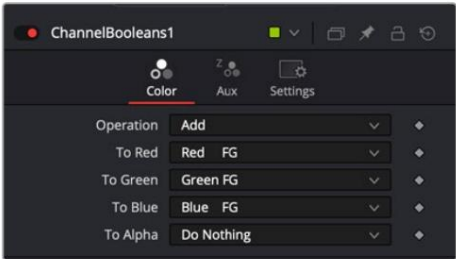 ChannelBooleans1
Z
Color Aux Settings
Operation Add
To Red Red FG
To Green Green FG
To Blue Blue FG
To Alpha Do Nothing